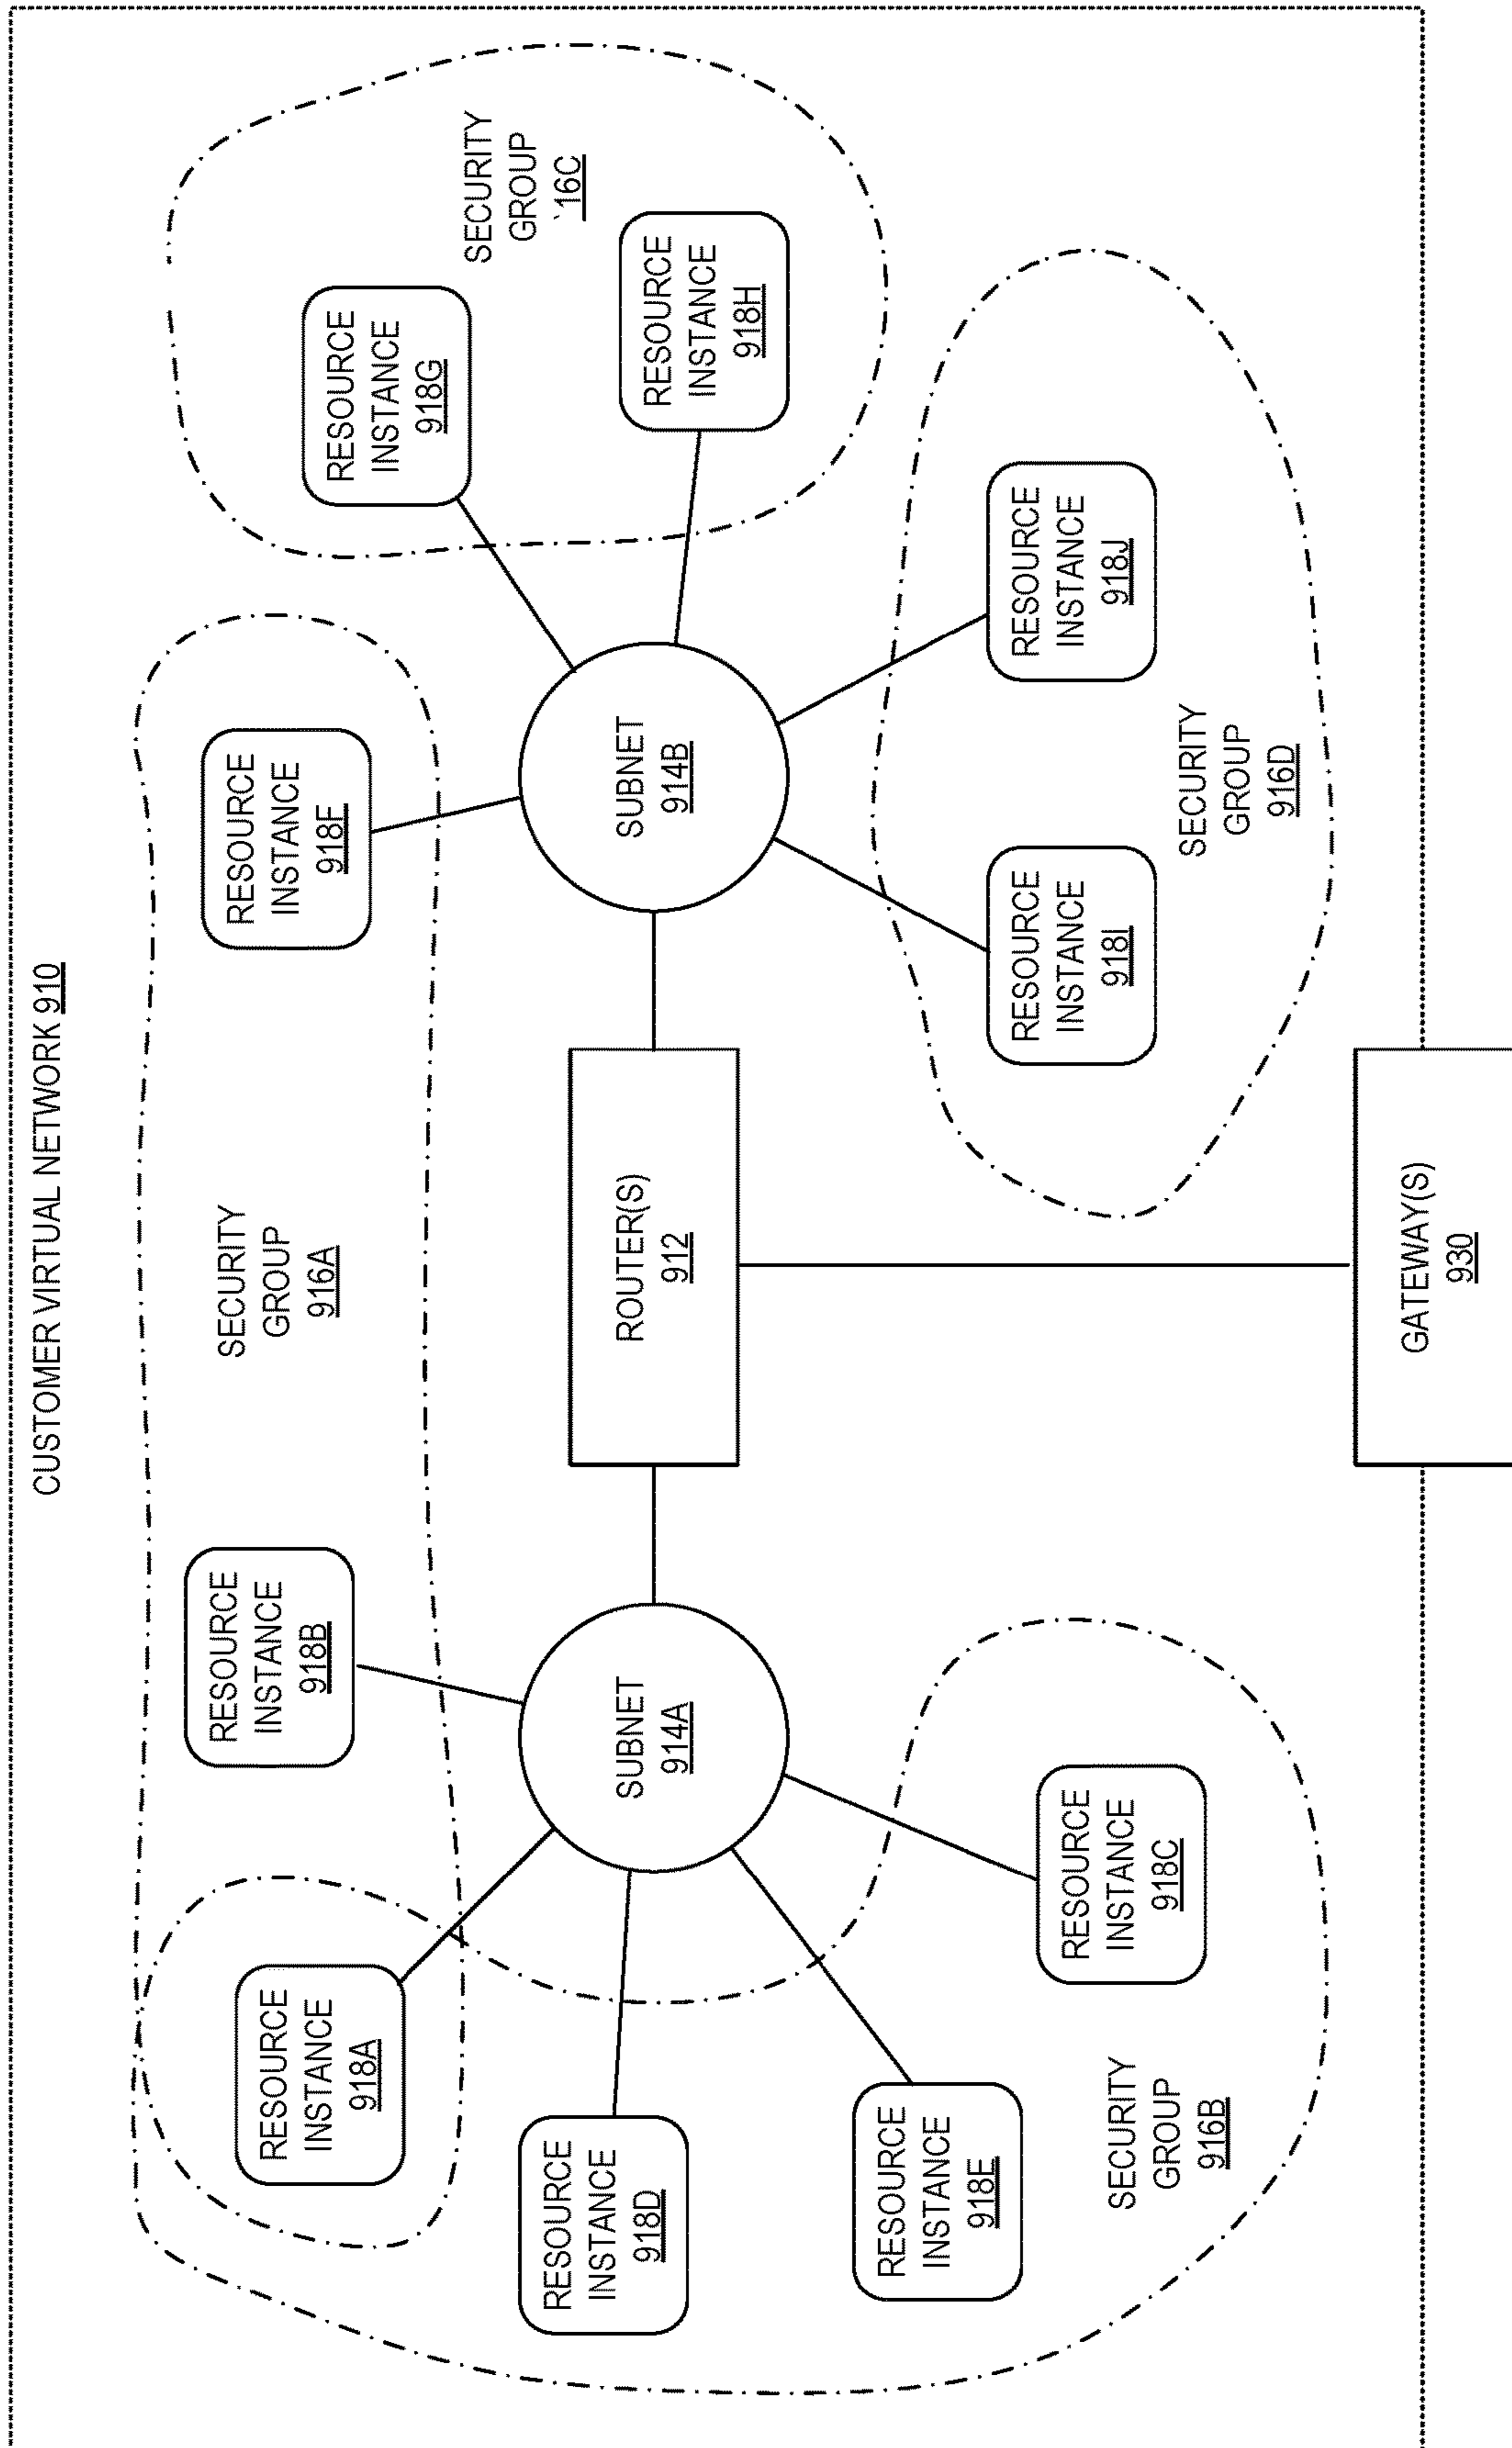 CUSTOMER VIRTUAL NETWORK 910
RESOURCE
INSTANCE
918A
RESOURCE
INSTANCE
918B
SECURITY
GROUP
916A
RESOURCE
INSTANCE
918F
RESOURCE
INSTANCE
918G
SECURITY
GROUP
16C
RESOURCE
INSTANCE
918D
SUBNET
914A
ROUTER(S)
912
SUBNET
914B
RESOURCE
INSTANCE
918H
RESOURCE
INSTANCE
918E
RESOURCE
INSTANCE
918C
RESOURCE
INSTANCE
918I
RESOURCE
INSTANCE
918J
SECURITY
GROUP
916B
SECURITY
GROUP
916D
GATEWAY(S)
930